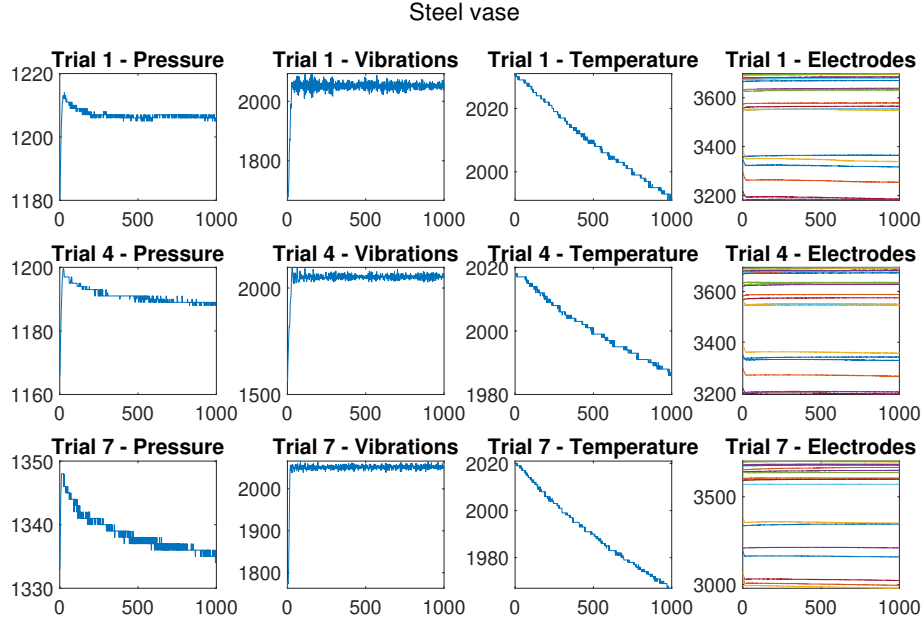 Steel vase
Trial 1 - Pressure
1220
1200
1180
0 500 1000
Trial 1 - Vibrations
2000
1800
0 500 1000
Trial 1 - Temperature
2020
2000
0 500 1000
Trial 1 - Electrodes
3600
3400
3200
0 500 1000
Trial 4 - Pressure
1200
1180
1160
0 500 1000
Trial 4 - Vibrations
2000
1500
0 500 1000
Trial 4 - Temperature
2020
2000
1980
0 500 1000
Trial 4 - Electrodes
3600
3400
3200
0 500 1000
Trial 7 - Pressure
1350
1340
1330
0 500 1000
Trial 7 - Vibrations
2000
1900
1800
0 500 1000
Trial 7 - Temperature
2020
2000
1980
0 500 1000
Trial 7 - Electrodes
3500
3000
0 500 1000